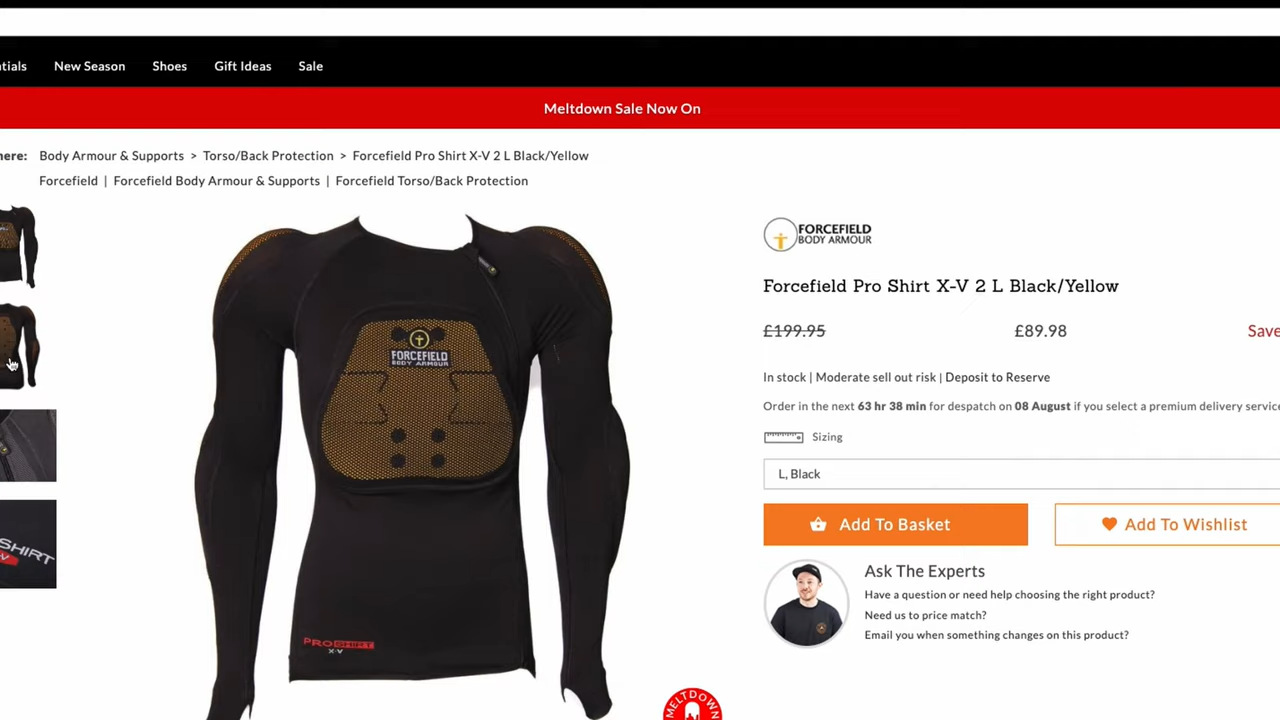 ntials New Season Shoes Gift Ideas Sale
Meltdown Sale Now On
here: Body Armour & Supports > Torso/Back Protection > Forcefield Pro Shirt X-V 2 L Black/Yellow
Forcefield | Forcefield Body Armour & Supports | Forcefield Torso/Back Protection
FORCEFIELD
BODY ARMOUR
Forcefield Pro Shirt X-V 2 L Black/Yellow
£199.95 £89.98 Save
In stock | Moderate sell out risk | Deposit to Reserve
Order in the next 63 hr 38 min for despatch on 08 August if you select a premium delivery service
Sizing
L, Black
Add To Basket Add To Wishlist
Ask The Experts
Have a question or need help choosing the right product?
Need us to price match?
Email you when something changes on this product?
FORCEFIELD
BODY ARMOUR
PRO SHIRT
X-V
SHIRT
X-V
MELTDOWN